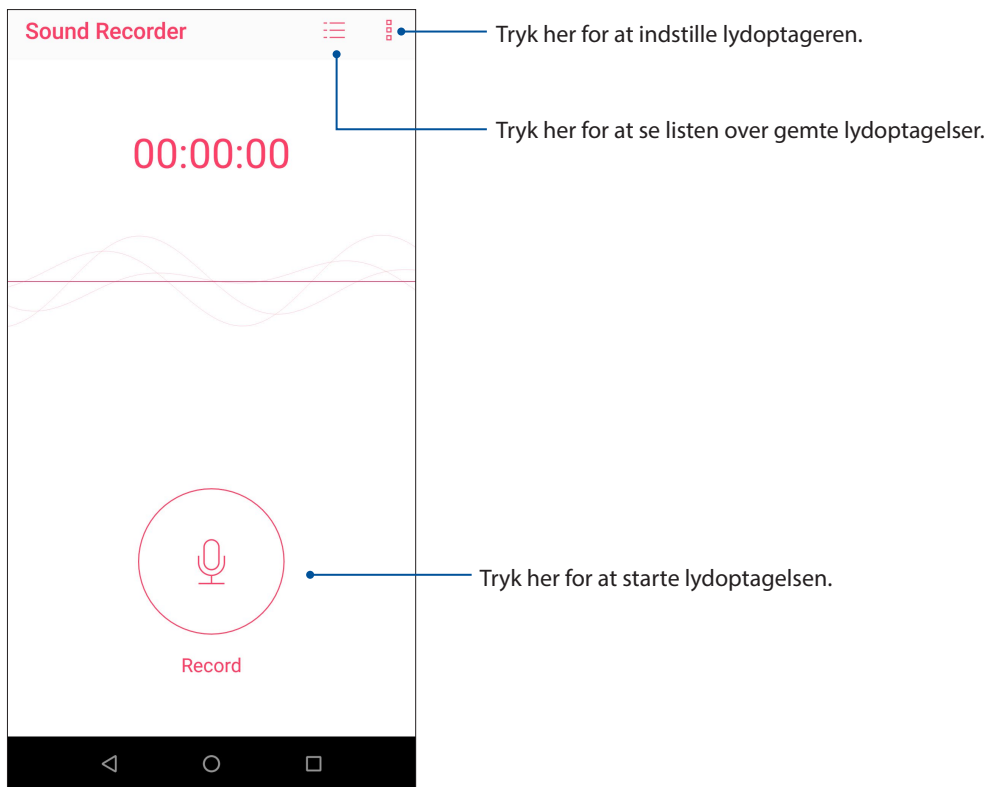 Sound Recorder
Tryk her for at indstille lydoptageren.
Tryk her for at se listen over gemte lydoptagelser.
00:00:00
Tryk her for at starte lydoptagelsen.
Record